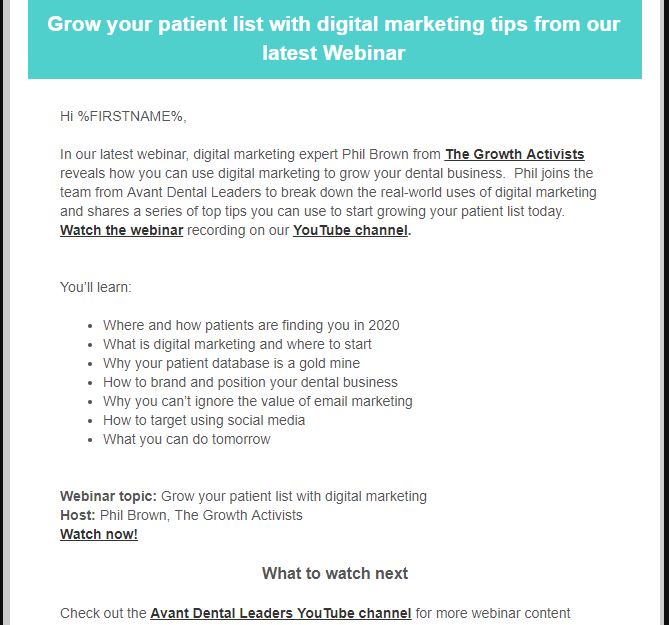 Grow your patient list with digital marketing tips from our
latest Webinar
Hi %FIRSTNAME%,
In our latest webinar, digital marketing expert Phil Brown from The Growth Activists
reveals how you can use digital marketing to grow your dental business.  Phil joins the
team from Avant Dental Leaders to break down the real-world uses of digital marketing
and shares a series of top tips you can use to start growing your patient list today.
Watch the webinar recording on our YouTube channel.
You’ll learn:
• Where and how patients are finding you in 2020
• What is digital marketing and where to start
• Why your patient database is a gold mine
• How to brand and position your dental business
• Why you can’t ignore the value of email marketing
• How to target using social media
• What you can do tomorrow
Webinar topic: Grow your patient list with digital marketing
Host: Phil Brown, The Growth Activists
Watch now!
What to watch next
Check out the Avant Dental Leaders YouTube channel for more webinar content